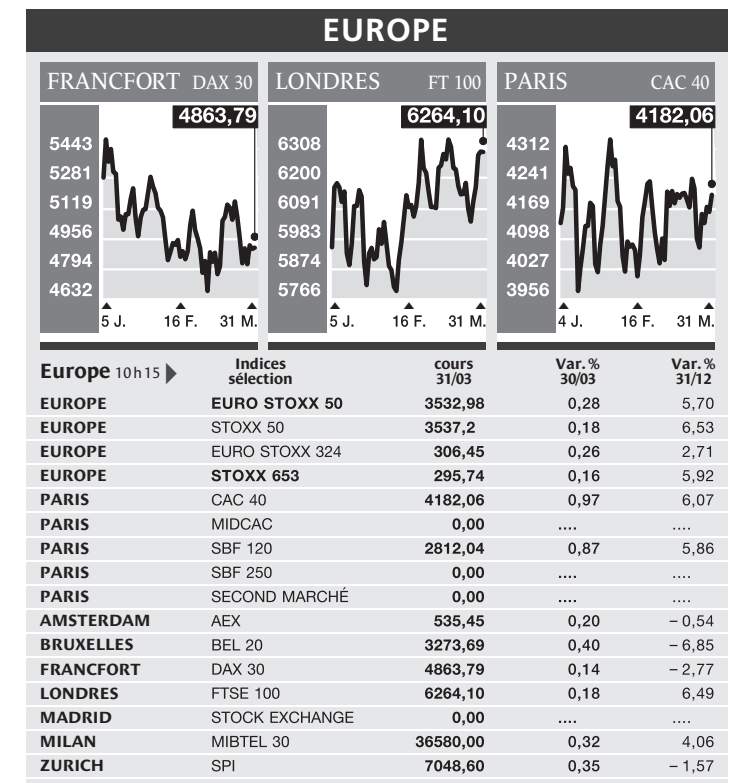 EUROPE
FRANCFORT DAX 30
4863,79
5443
5281
5119
4956
4794
4632
5 J. 16 F. 31 M.
LONDRES FT 100
6264,10
6308
6200
6091
5983
5874
5766
5 J. 16 F. 31 M.
PARIS CAC 40
4182,06
4312
4241
4169
4098
4027
3956
4 J. 16 F. 31 M.
Europe 10h15 Indices sélection cours 31/03 Var. % 30/03 Var. % 31/12
EUROPE EURO STOXX 50 3532,98 0,28 5,70
EUROPE STOXX 50 3537,2 0,18 6,53
EUROPE EURO STOXX 324 306,45 0,26 2,71
EUROPE STOXX 653 295,74 0,16 5,92
PARIS CAC 40 4182,06 0,97 6,07
PARIS MIDCAC 0,00 .... ....
PARIS SBF 120 2812,04 0,87 5,86
PARIS SBF 250 0,00 .... ....
PARIS SECOND MARCHÉ 0,00 .... ....
AMSTERDAM AEX 535,45 0,20 – 0,54
BRUXELLES BEL 20 3273,69 0,40 – 6,85
FRANCFORT DAX 30 4863,79 0,14 – 2,77
LONDRES FTSE 100 6264,10 0,18 6,49
MADRID STOCK EXCHANGE 0,00 .... ....
MILAN MIBTEL 30 36580,00 0,32 4,06
ZURICH SPI 7048,60 0,35 – 1,57